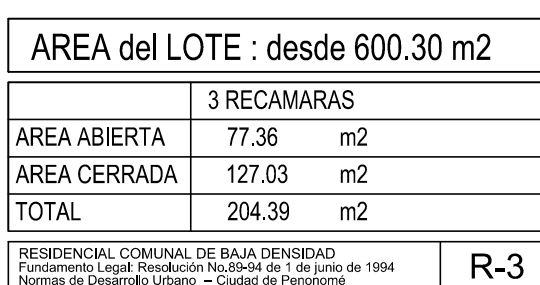 AREA del LOTE : desde 600.30 m2
3 RECAMARAS
AREA ABIERTA 77.36 m2
AREA CERRADA 127.03 m2
TOTAL 204.39 m2
RESIDENCIAL COMUNAL DE BAJA DENSIDAD
Fundamento Legal: Resolución No.89-94 de 1 de junio de 1994
Normas de Desarrollo Urbano – Ciudad de Penonomé
R-3